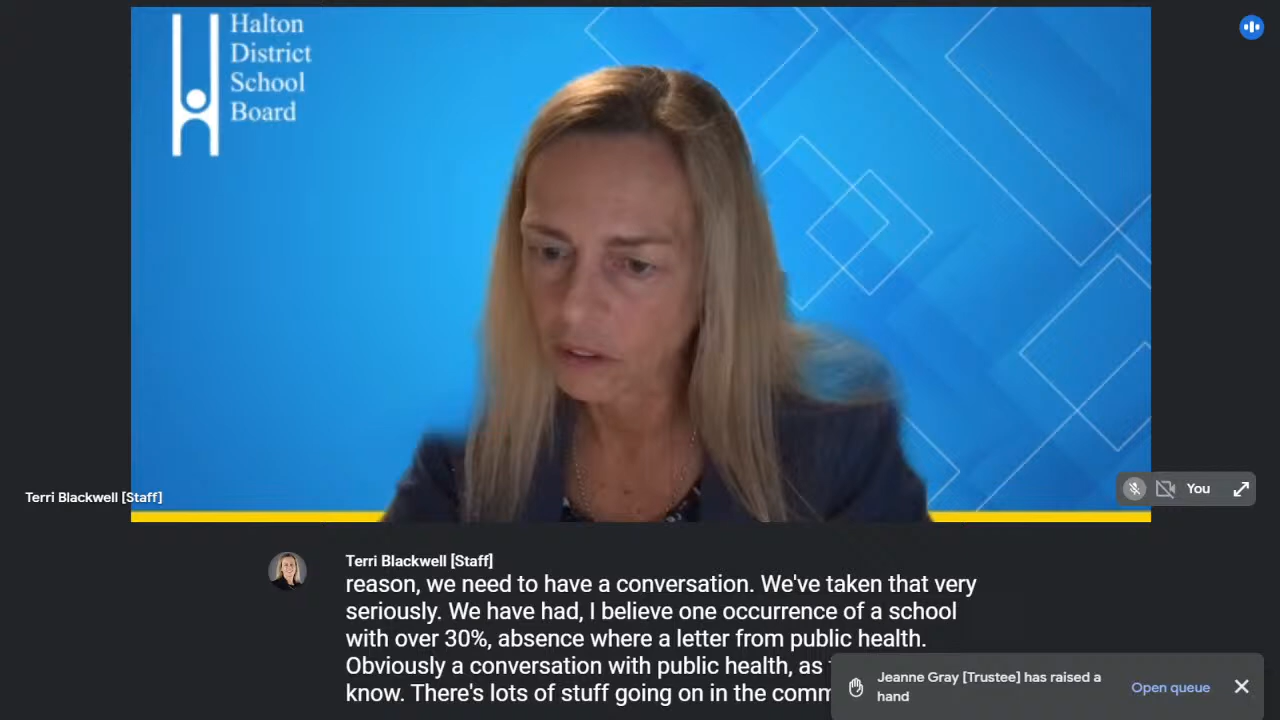 Halton
District
School
Board
Terri Blackwell [Staff]
You
Terri Blackwell [Staff]
reason, we need to have a conversation. We've taken that very
seriously. We have had, I believe one occurrence of a school
with over 30%, absence where a letter from public health.
Obviously a conversation with public health, as
know. There's lots of stuff going on in the
Jeanne Gray [Trustee] has raised a
hand
Open queue